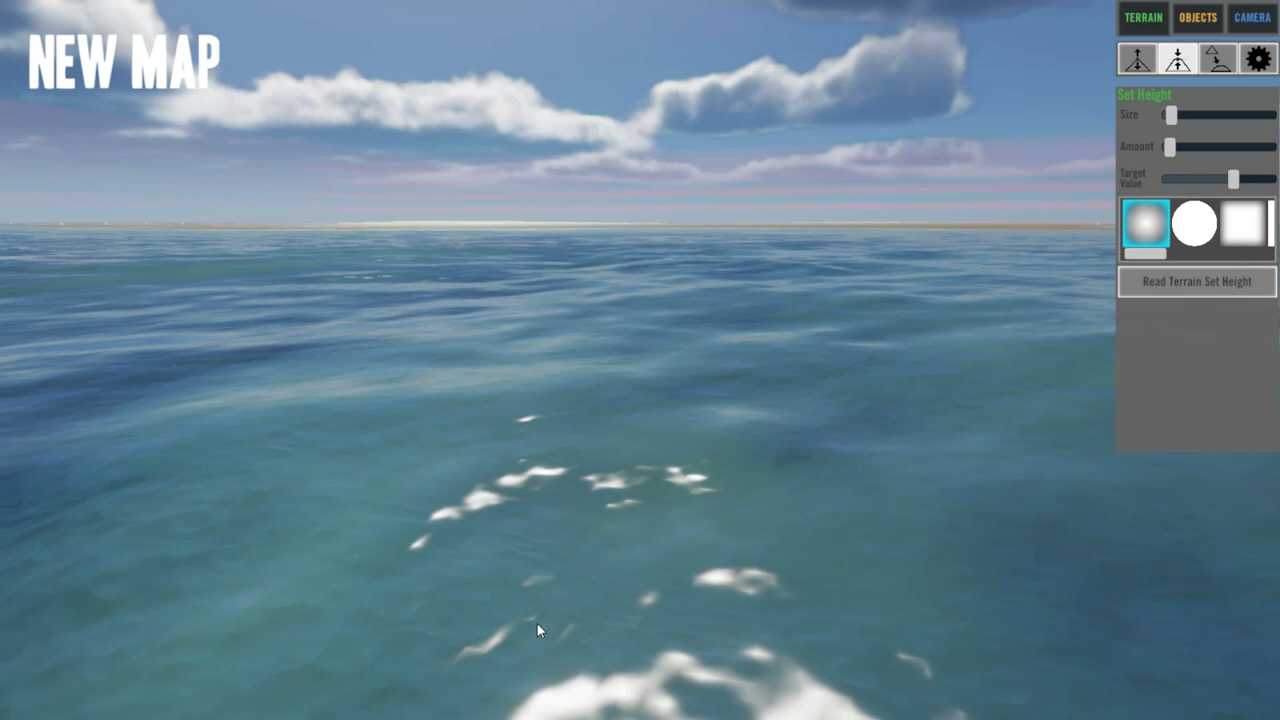 NEW MAP
TERRAIN OBJECTS CAMERA
Set Height
Size
Amount
Target
Value
Read Terrain Set Height